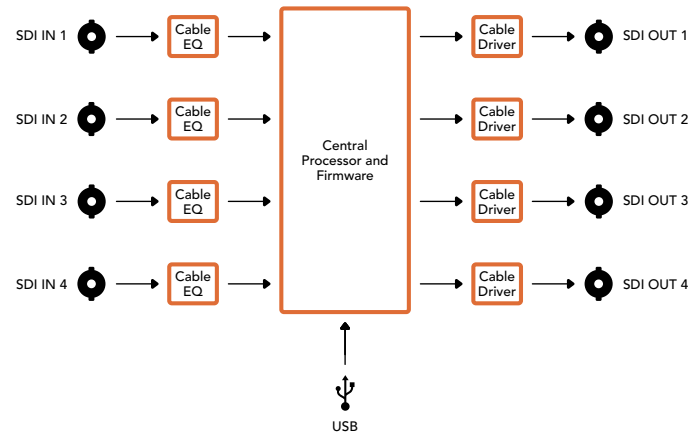 SDI IN 1
Cable
EQ
Cable
Driver
SDI OUT 1
SDI IN 2
Cable
EQ
Cable
Driver
SDI OUT 2
Central
Processor and
Firmware
SDI IN 3
Cable
EQ
Cable
Driver
SDI OUT 3
SDI IN 4
Cable
EQ
Cable
Driver
SDI OUT 4
USB